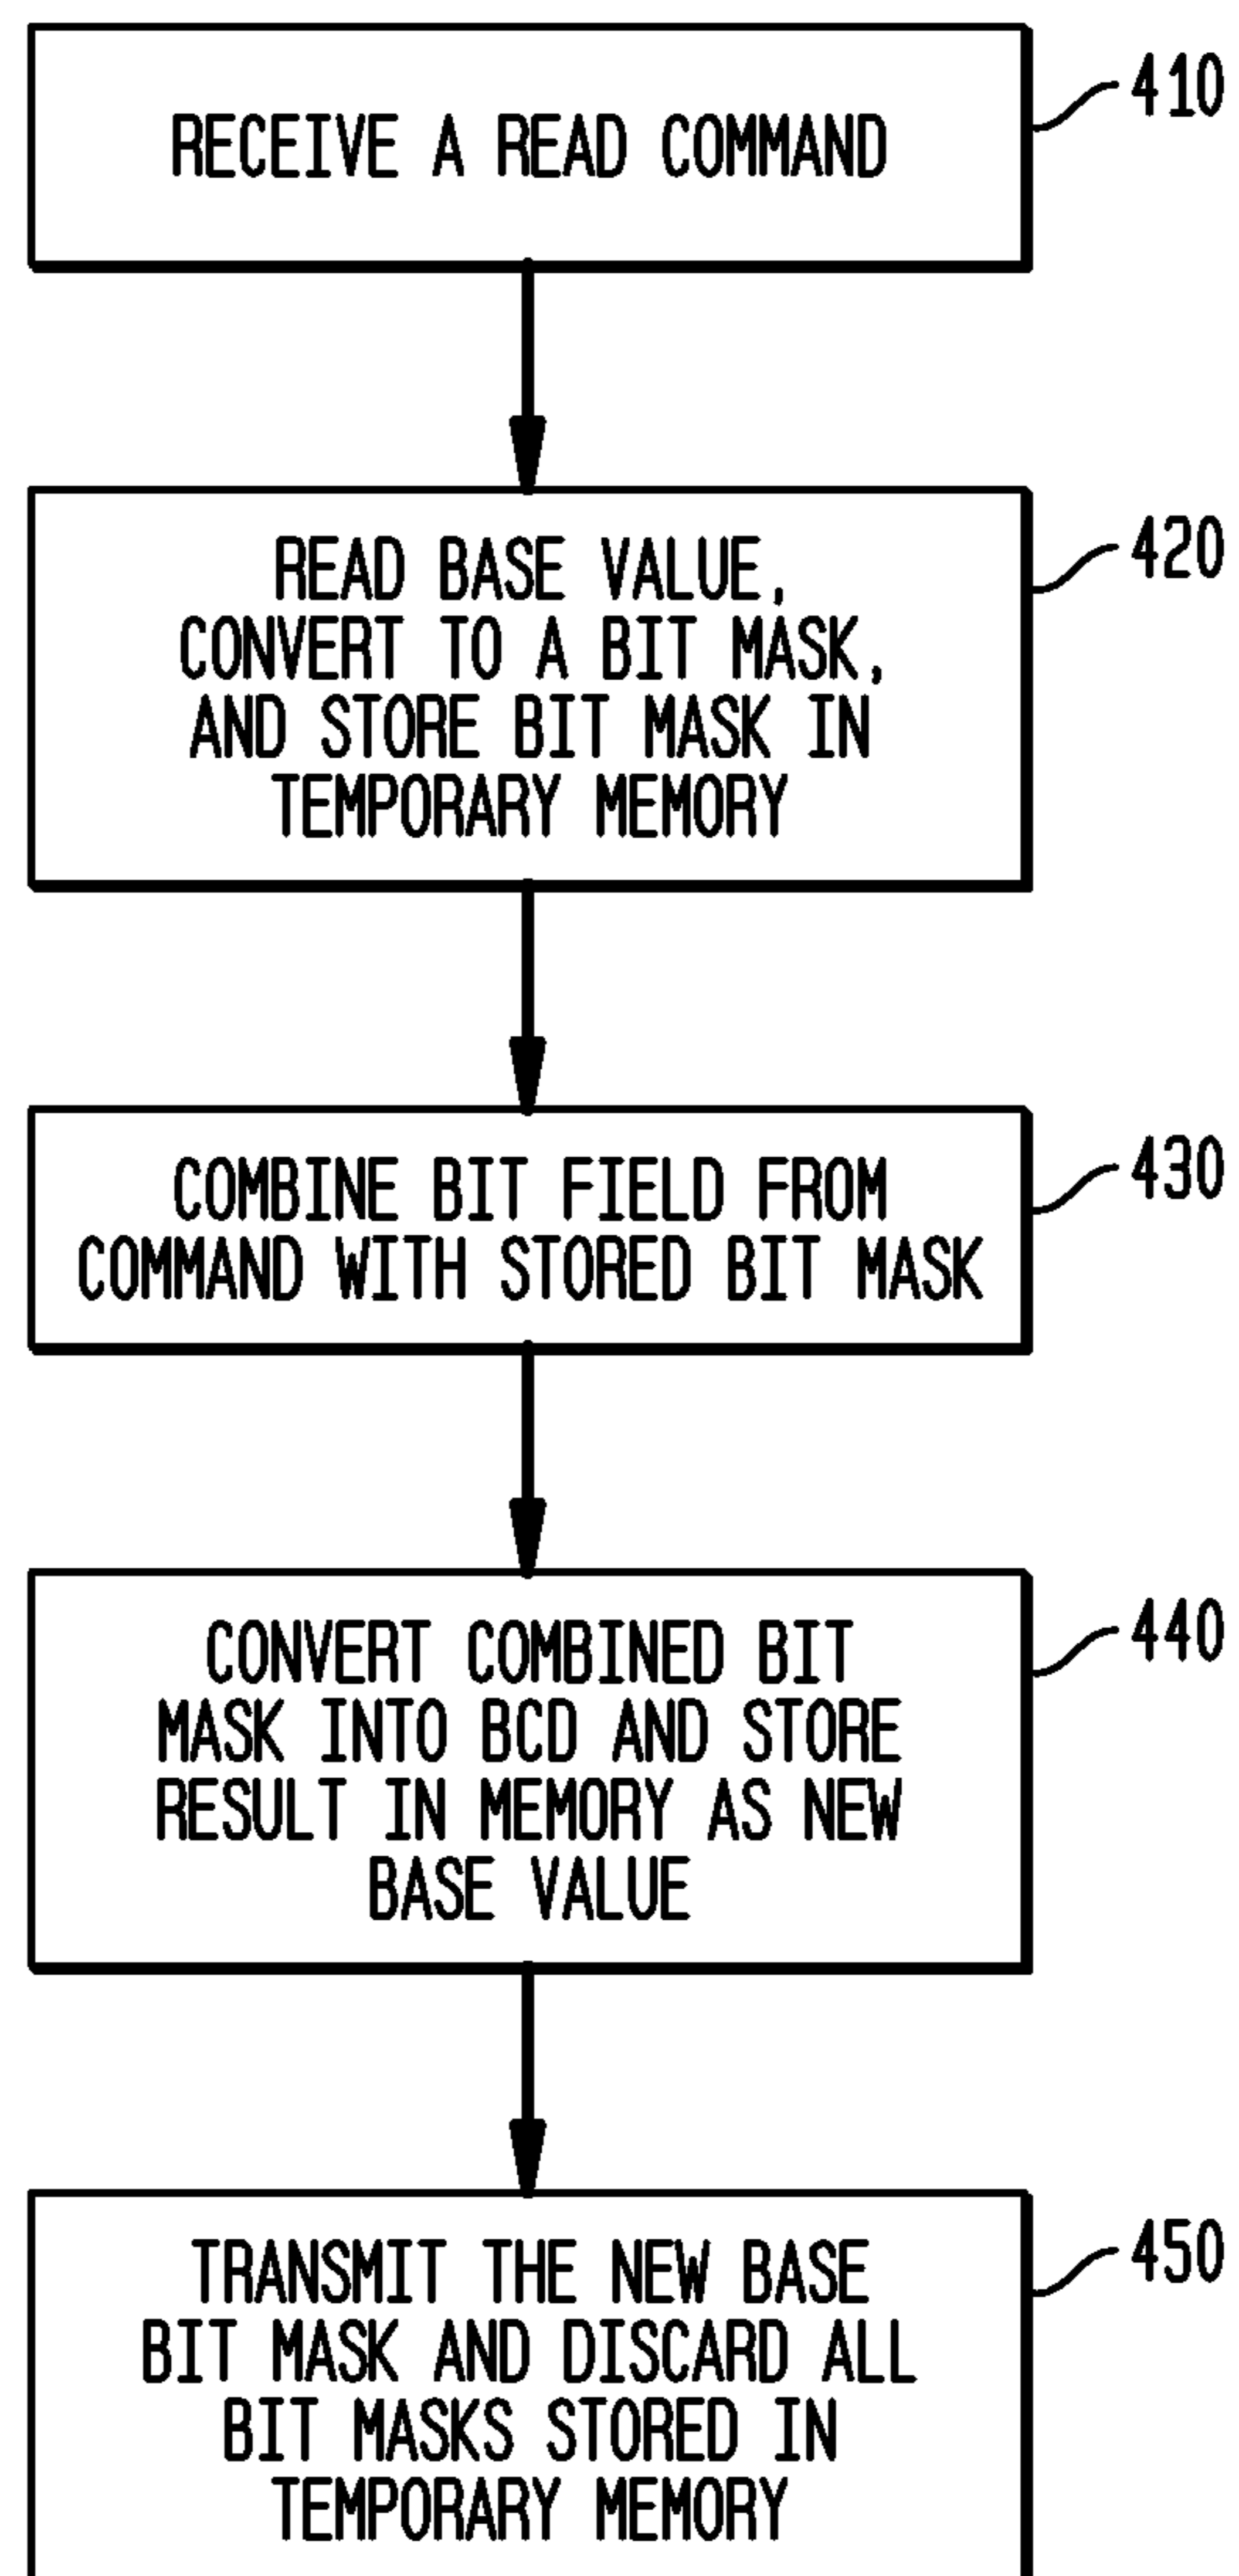 RECEIVE A READ COMMAND
410
READ BASE VALUE,
CONVERT TO A BIT MASK,
AND STORE BIT MASK IN
TEMPORARY MEMORY
420
COMBINE BIT FIELD FROM
COMMAND WITH STORED BIT MASK
430
CONVERT COMBINED BIT
MASK INTO BCD AND STORE
RESULT IN MEMORY AS NEW
BASE VALUE
440
TRANSMIT THE NEW BASE
BIT MASK AND DISCARD ALL
BIT MASKS STORED IN
TEMPORARY MEMORY
450